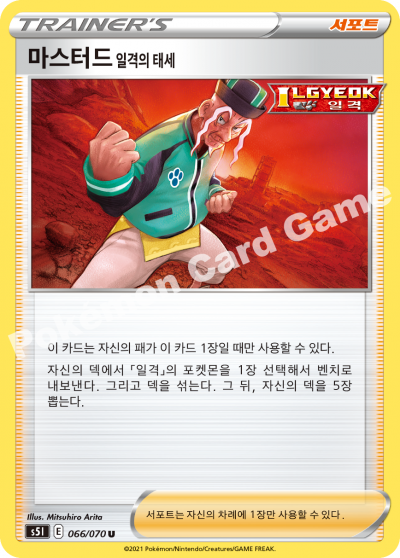 TRAINER'S
서포트
마스터드 일격의 태세
ILGYEOK
일격
Pokémon Card Game
이 카드는 자신의 패가 이 카드 1장일 때만 사용할 수 있다.
자신의 덱에서 「일격」의 포켓몬을 1장 선택해서 벤치로
내보낸다. 그리고 덱을 섞는다. 그 뒤, 자신의 덱을 5장
뽑는다.
Illus. Mitsuhiro Arita
s5I E 066/070 U
서포트는 자신의 차례에 1장만 사용할 수 있다.
©2021 Pokémon/Nintendo/Creatures/GAME FREAK.